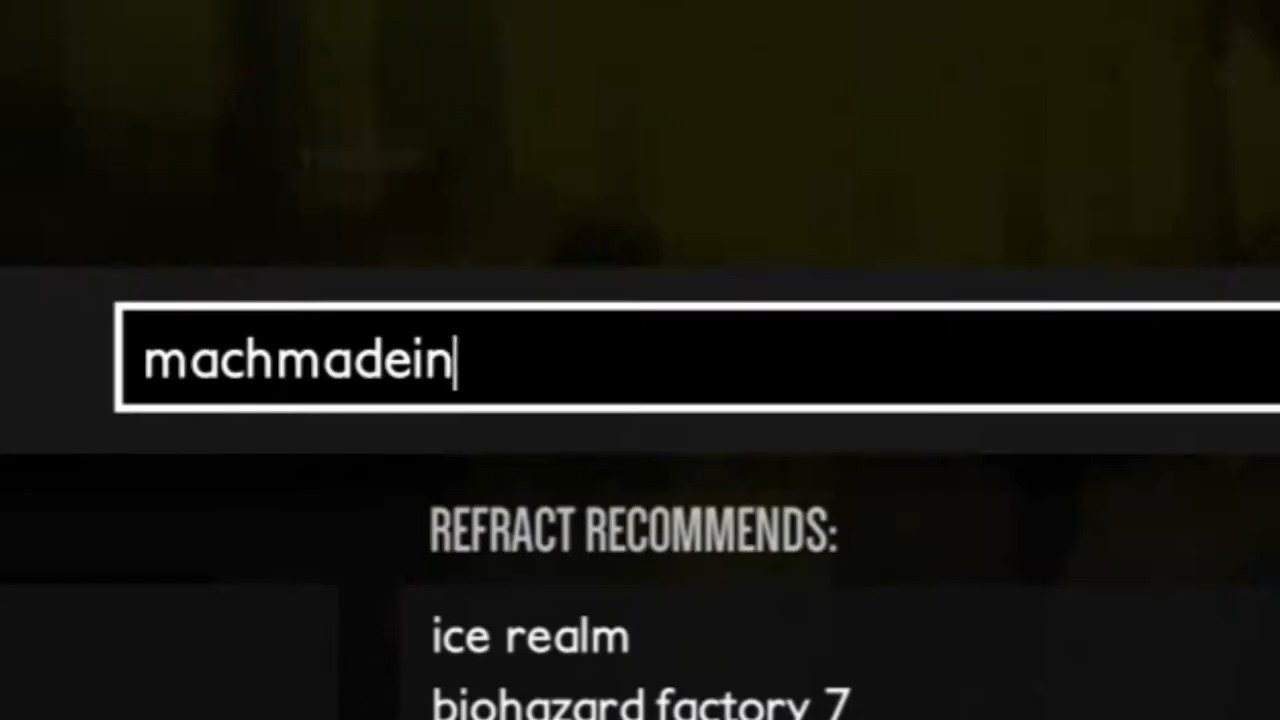 machmadein
REFRACT RECOMMENDS:
ice realm
biohazard factory 7